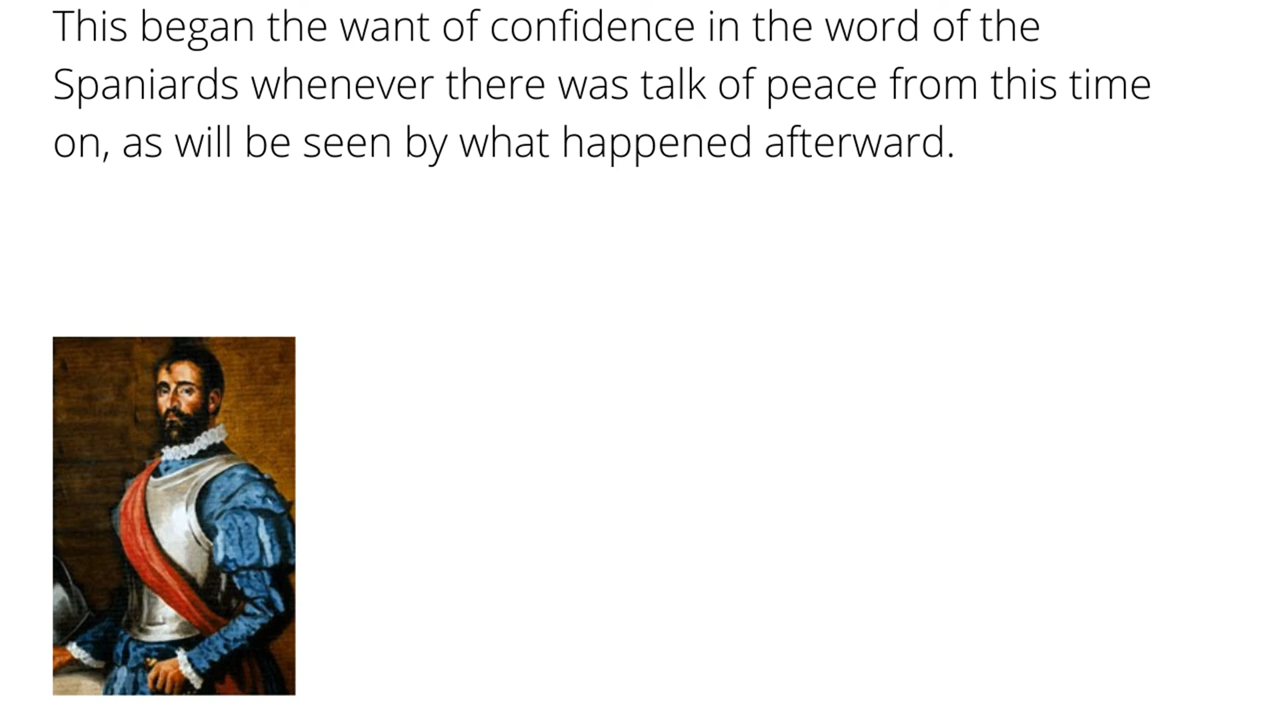 This began the want of confidence in the word of the
Spaniards whenever there was talk of peace from this time
on, as will be seen by what happened afterward.